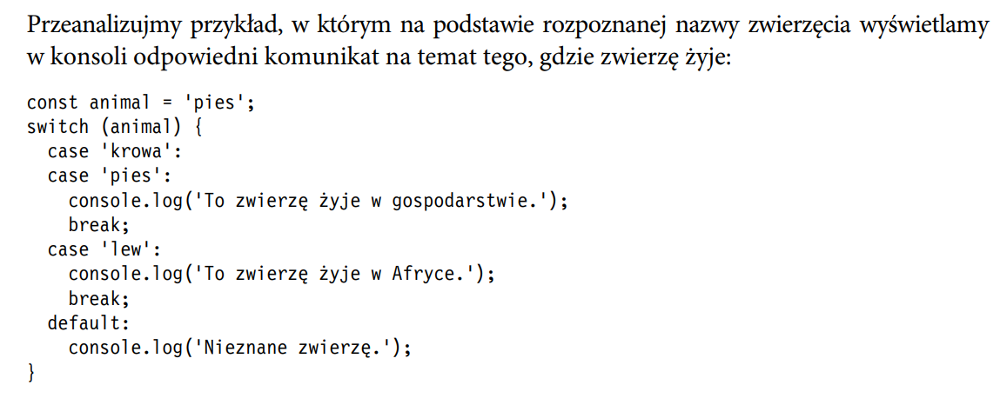 Przeanalizujmy przykład, w którym na podstawie rozpoznanej nazwy zwierzęcia wyświetlamy
w konsoli odpowiedni komunikat na temat tego, gdzie zwierzę żyje:
const animal = 'pies';
switch (animal) {
  case 'krowa':
  case 'pies':
    console.log('To zwierzę żyje w gospodarstwie.');
    break;
  case 'lew':
    console.log('To zwierzę żyje w Afryce.');
    break;
  default:
    console.log('Nieznane zwierzę.');
}